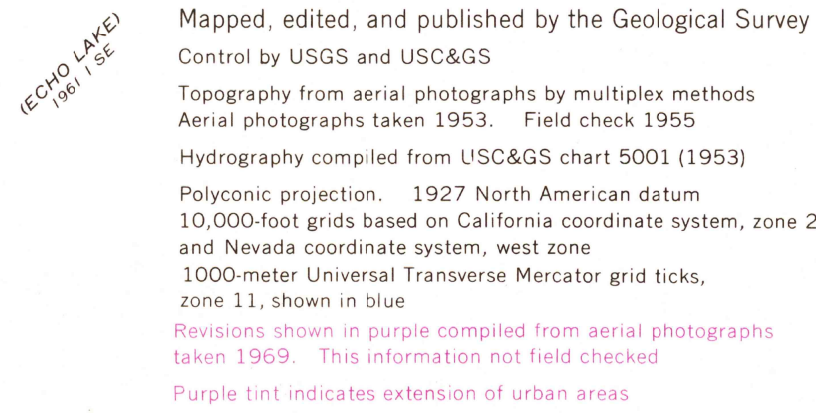 (ECHO LAKE)
1961 I SE
Mapped, edited, and published by the Geological Survey
Control by USGS and USC&GS
Topography from aerial photographs by multiplex methods
Aerial photographs taken 1953. Field check 1955
Hydrography compiled from USC&GS chart 5001 (1953)
Polyconic projection. 1927 North American datum
10,000-foot grids based on California coordinate system, zone 2
and Nevada coordinate system, west zone
1000-meter Universal Transverse Mercator grid ticks,
zone 11, shown in blue
Revisions shown in purple compiled from aerial photographs
taken 1969. This information not field checked
Purple tint indicates extension of urban areas